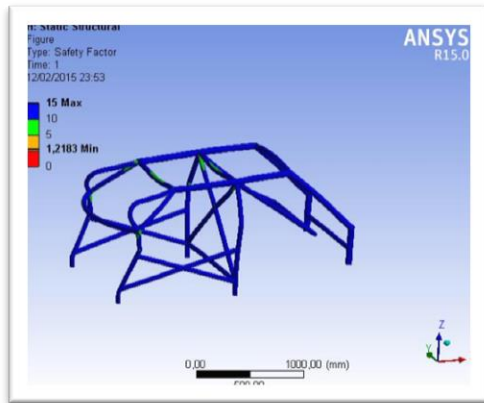 Static Structural
Figure
Type: Safety Factor
Time: 1
12/02/2015 23:53
15 Max
10
5
1,2183 Min
0
ANSYS
R15.0
0,00
1000,00 (mm)
500,00
Z
Y